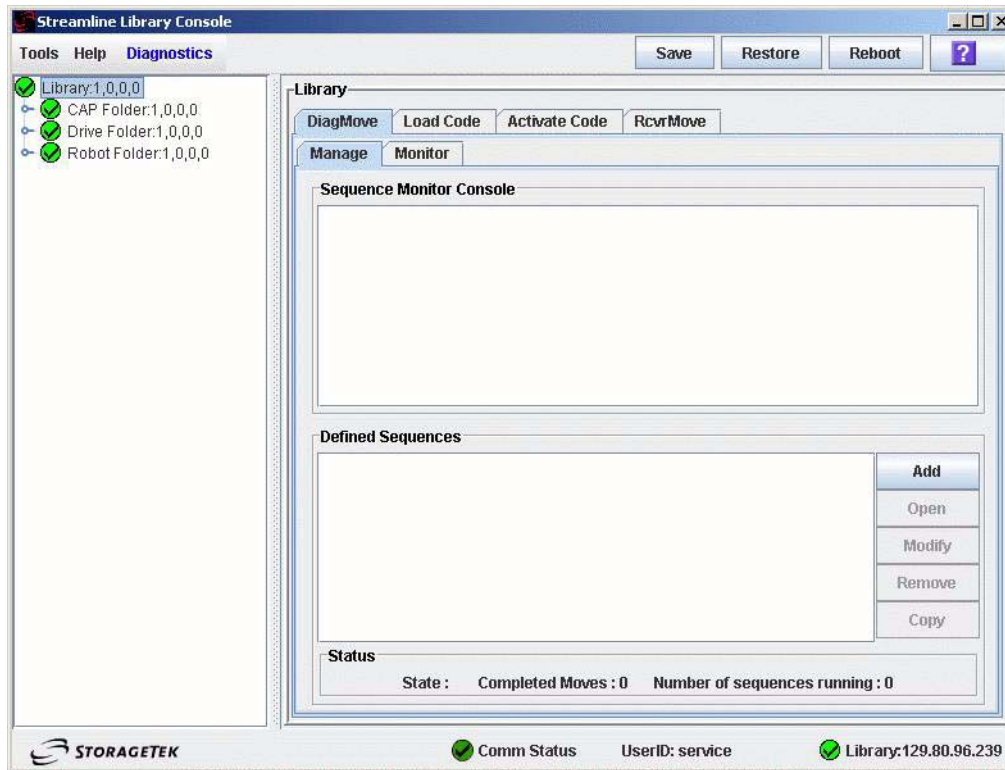 Streamline Library Console
Tools Help Diagnostics Save Restore Reboot ?
Library:1,0,0,0
CAP Folder:1,0,0,0
Drive Folder:1,0,0,0
Robot Folder:1,0,0,0
Library
DiagMove Load Code Activate Code RcvrMove
Manage Monitor
Sequence Monitor Console
Defined Sequences
Add
Open
Modify
Remove
Copy
Status
State : Completed Moves : 0 Number of sequences running : 0
STORAGETEK Comm Status UserID: service Library:129.80.96.239